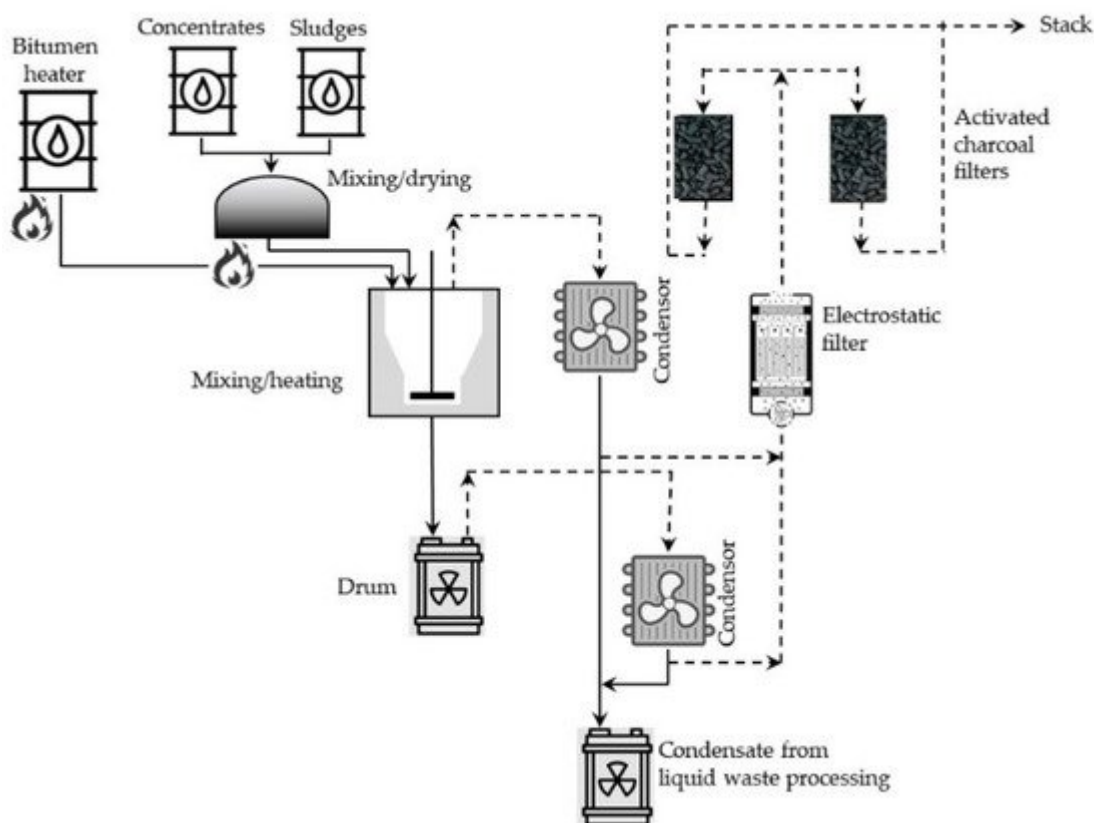 Concentrates
Sludges
Stack
Bitumen
heater
Activated
charcoal
filters
Mixing/drying
Condensor
Electrostatic
filter
Mixing/heating
Condensor
Drum
Condensate from
liquid waste processing